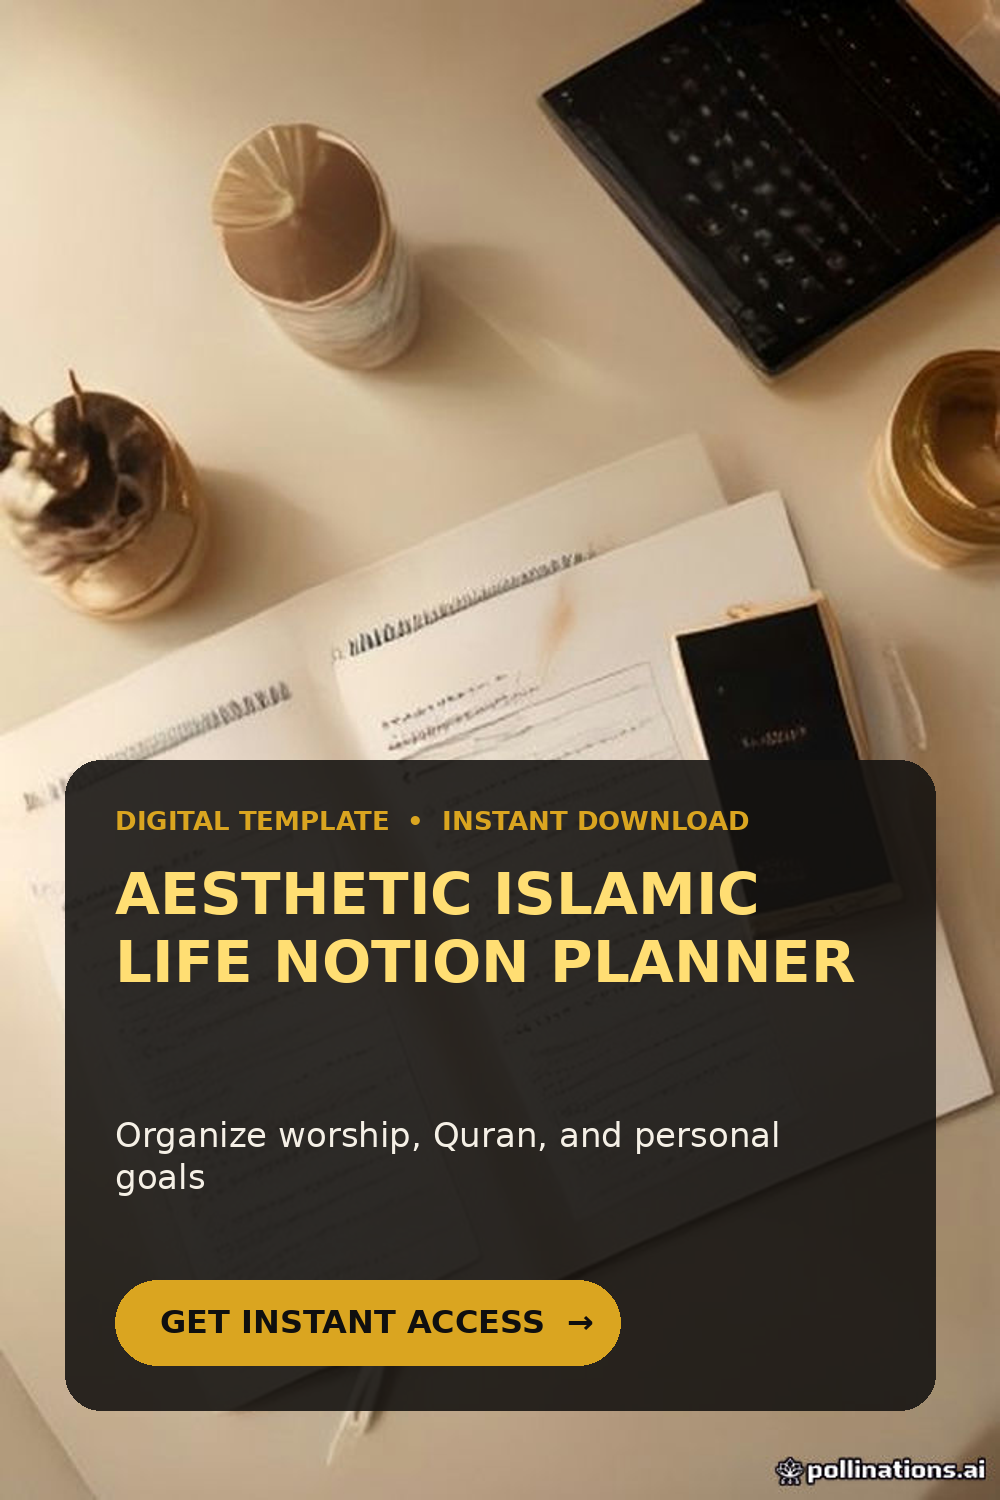 DIGITAL TEMPLATE • INSTANT DOWNLOAD
AESTHETIC ISLAMIC
LIFE NOTION PLANNER
Organize worship, Quran, and personal
goals
GET INSTANT ACCESS →
pollinations.ai